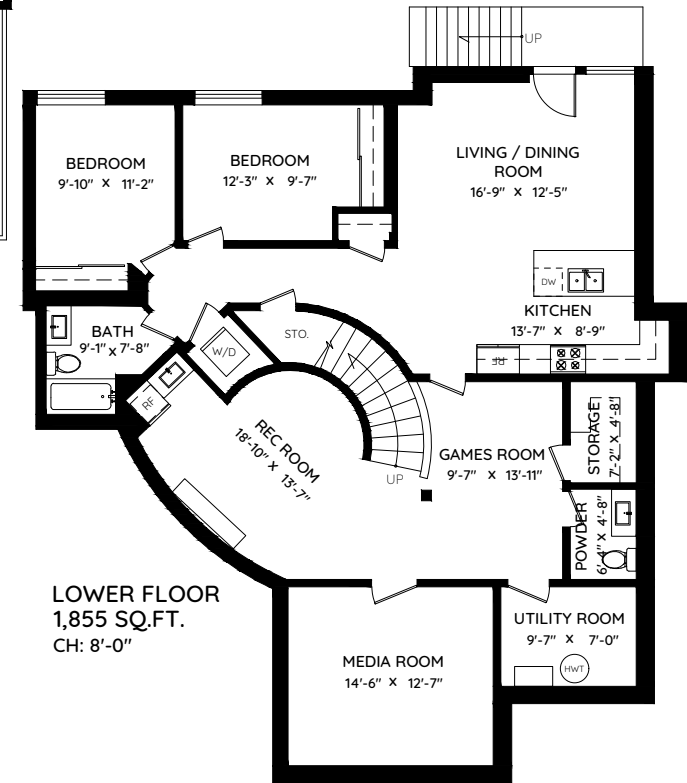 UP
BEDROOM
9'-10" X 11'-2"
BEDROOM
12'-3" X 9'-7"
LIVING / DINING
ROOM
16'-9" X 12'-5"
DW
KITCHEN
13'-7" X 8'-9"
RF
BATH
9'-1" X 7'-8"
W/D
STO.
RF
REC ROOM
18'-10" X 13'-7"
UP
GAMES ROOM
9'-7" X 13'-11"
STORAGE
7'-2" X 4'-8"
POWDER
6'-4" X 4'-8"
LOWER FLOOR
1,855 SQ.FT.
CH: 8'-0"
MEDIA ROOM
14'-6" X 12'-7"
UTILITY ROOM
9'-7" X 7'-0"
HWT